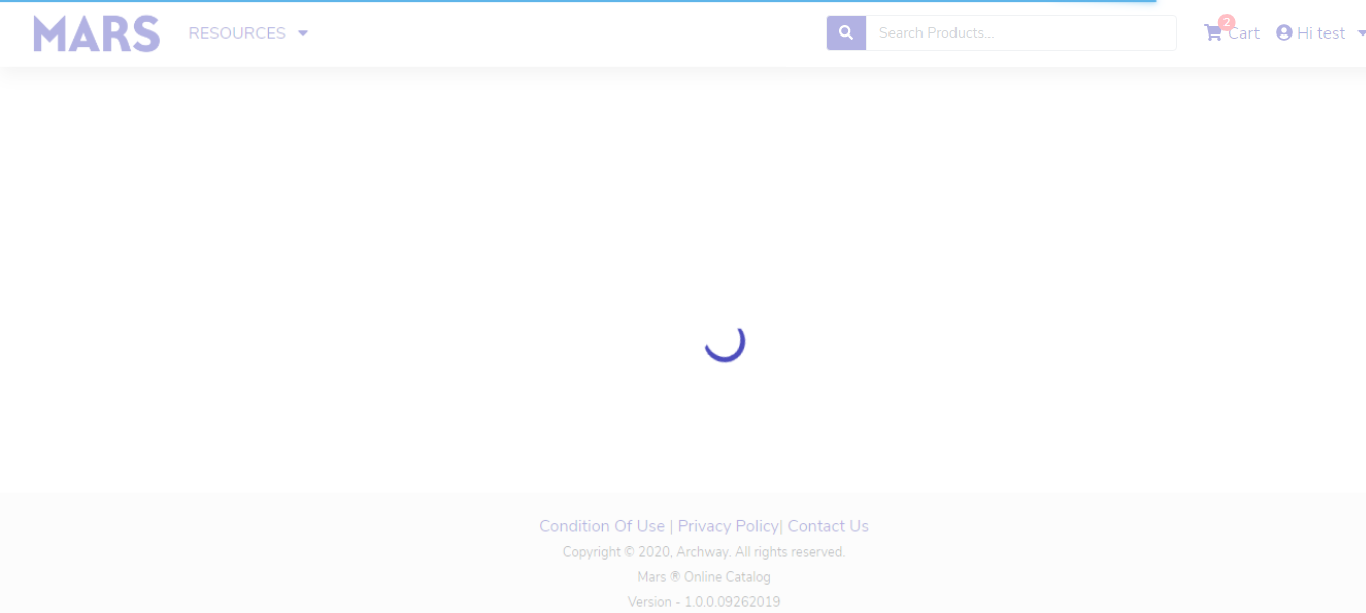 MARS RESOURCES Search Products... 2 Cart Hi test
Condition Of Use | Privacy Policy| Contact Us
Copyright © 2020, Archway. All rights reserved.
Mars ® Online Catalog
Version - 1.0.0.09262019